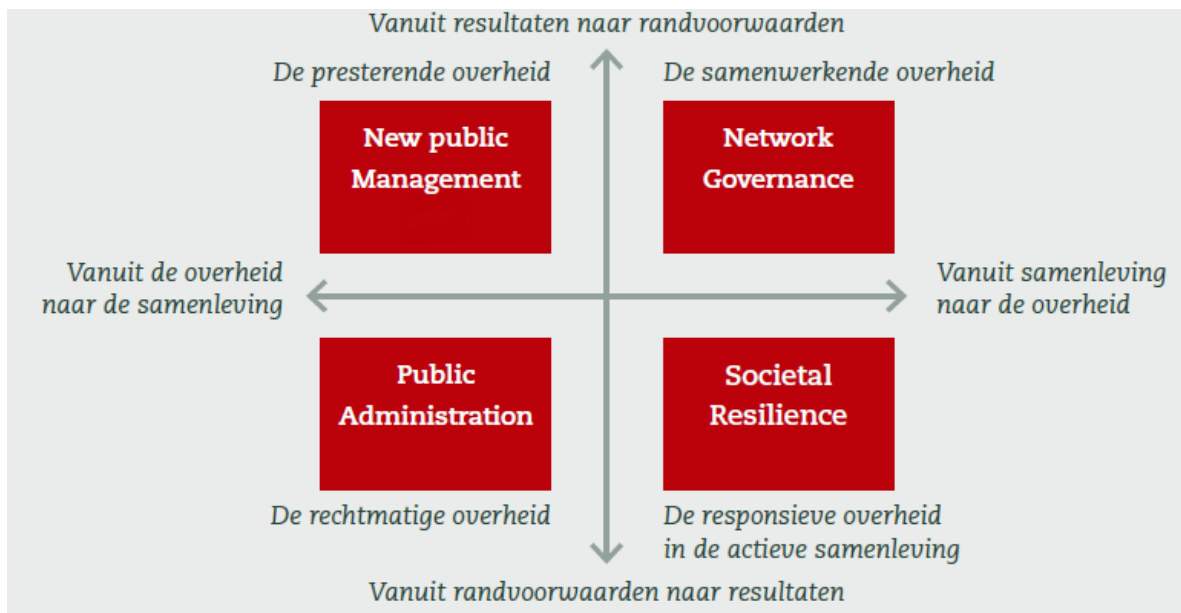 Vanuit resultaten naar randvoorwaarden
De presterende overheid
De samenwerkende overheid
New public
Management
Network
Governance
Vanuit de overheid
naar de samenleving
Vanuit samenleving
naar de overheid
Public
Administration
Societal
Resilience
De rechtmatige overheid
De responsieve overheid
in de actieve samenleving
Vanuit randvoorwaarden naar resultaten